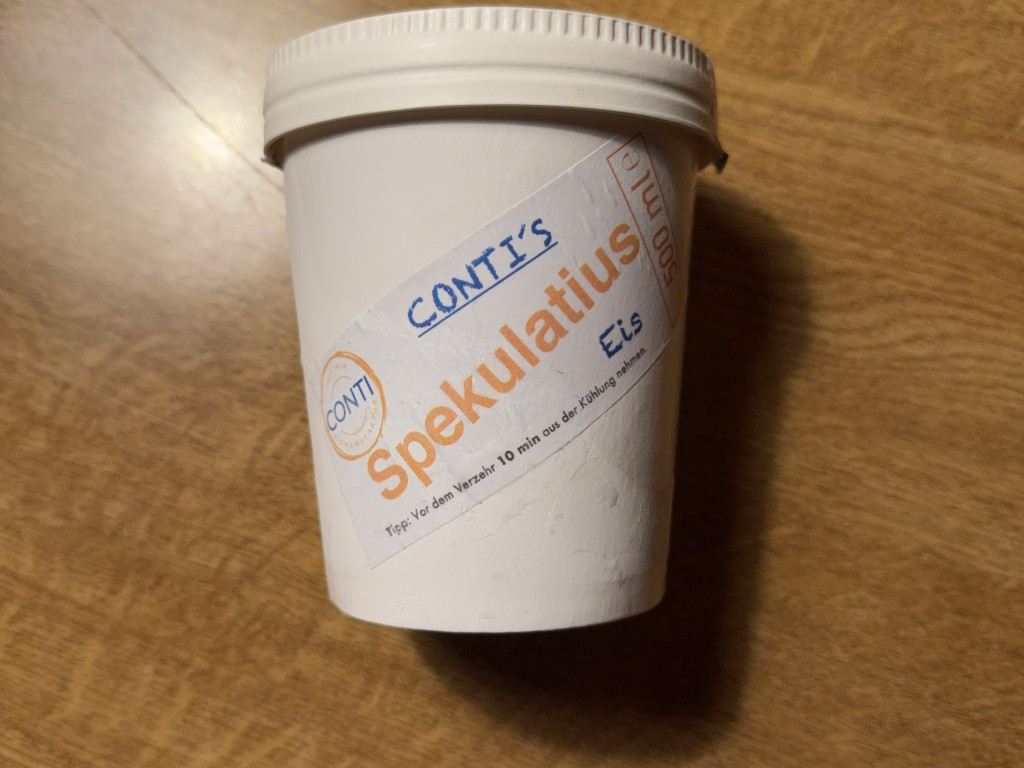 CONTI'S
Spekulatius
Eis
500 ml e
CONTI
Tipp: Vor dem Verzehr 10 min aus der Kühlung nehmen.